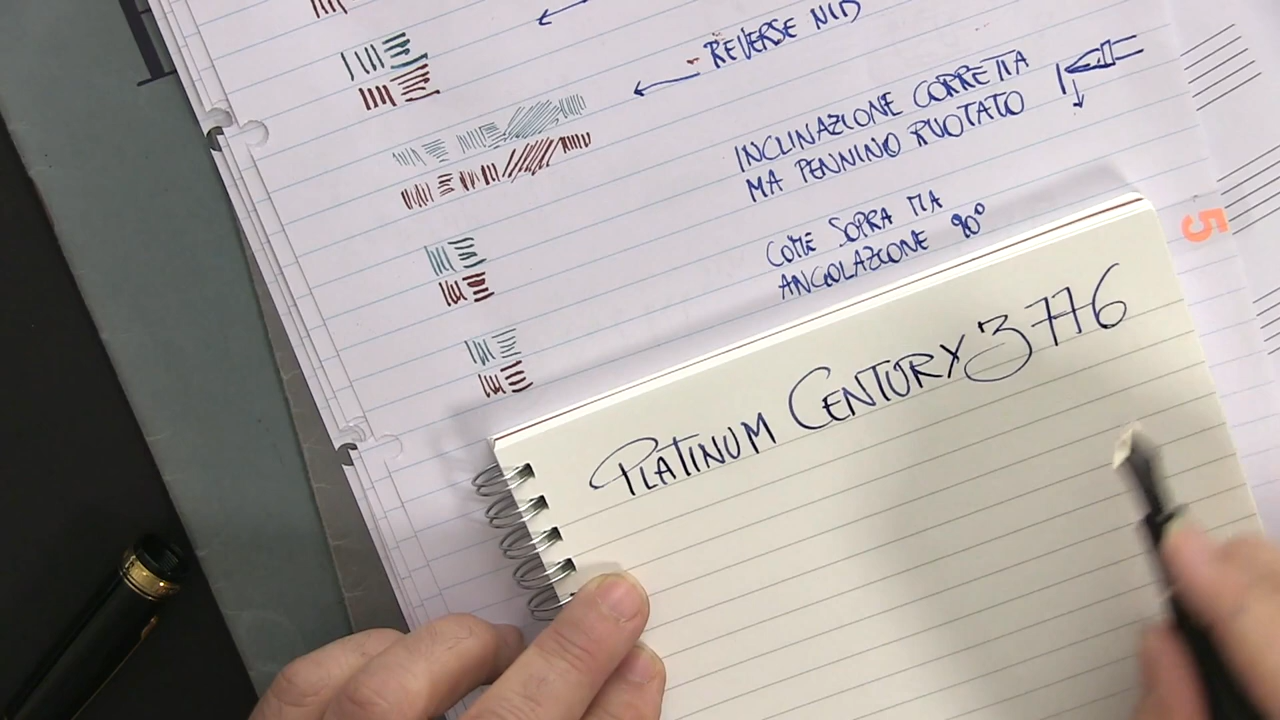 REVERSE NIB
INCLINAZIONE CORRETTA
MA PENNINO RUOTATO
COME SOPRA MA
ANGOLAZIONE 90°
5
PLATINUM CENTURY 3776